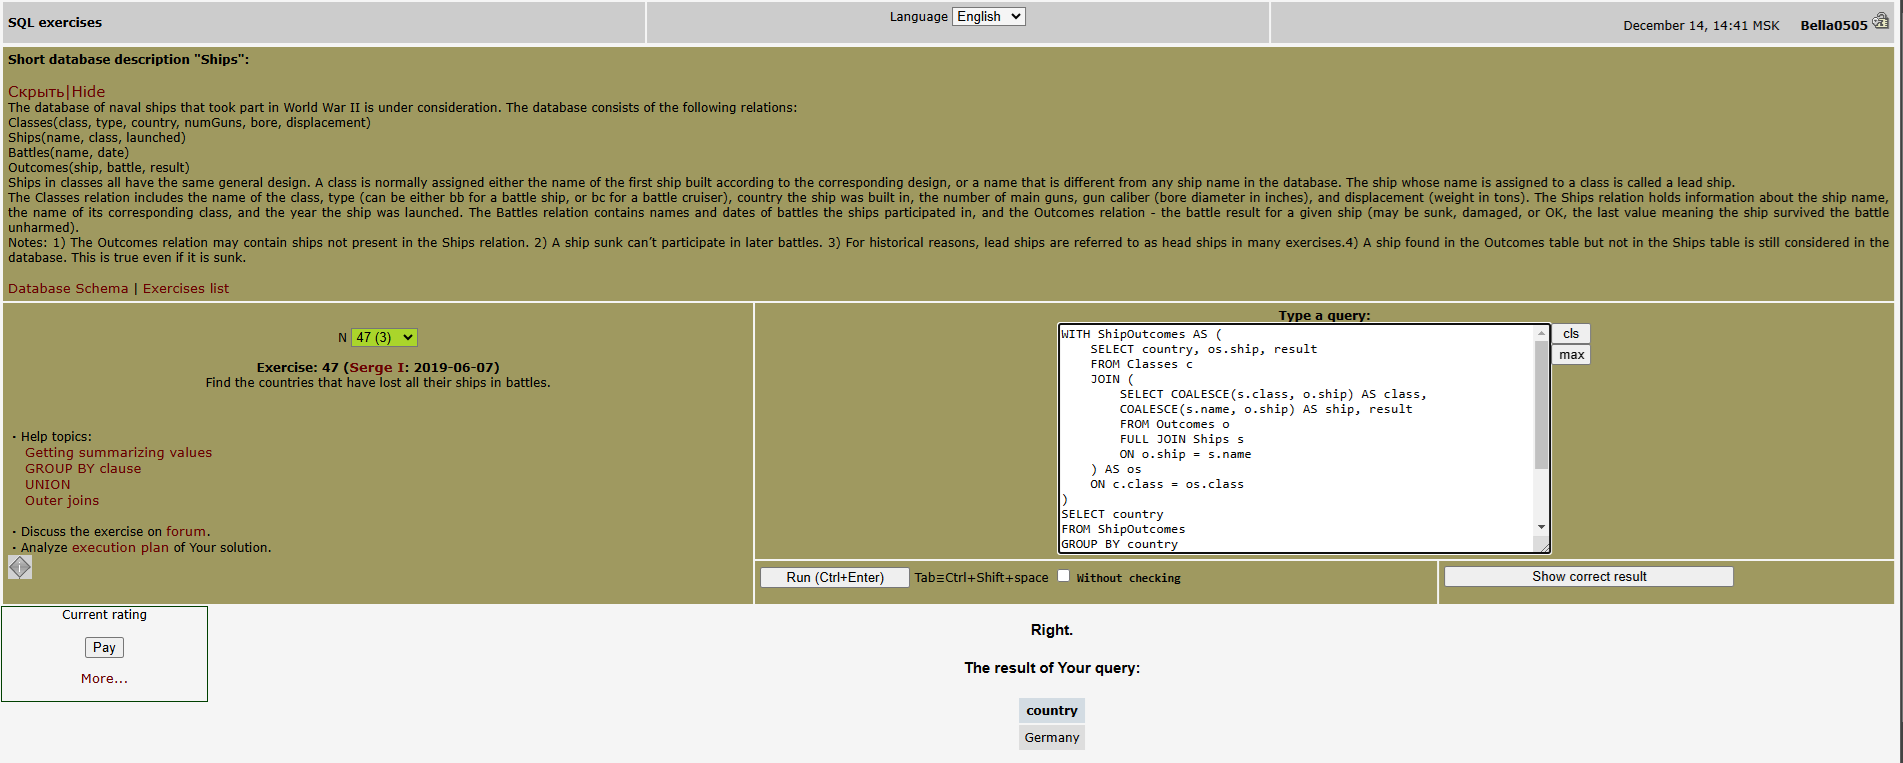 SQL exercises
Language English
December 14, 14:41 MSK Bella0505
Short database description "Ships":
Скрыть|Hide
The database of naval ships that took part in World War II is under consideration. The database consists of the following relations:
Classes(class, type, country, numGuns, bore, displacement)
Ships(name, class, launched)
Battles(name, date)
Outcomes(ship, battle, result)
Ships in classes all have the same general design. A class is normally assigned either the name of the first ship built according to the corresponding design, or a name that is different from any ship name in the database. The ship whose name is assigned to a class is called a lead ship.
The Classes relation includes the name of the class, type (can be either bb for a battle ship, or bc for a battle cruiser), country the ship was built in, the number of main guns, gun caliber (bore diameter in inches), and displacement (weight in tons). The Ships relation holds information about the ship name,
the name of its corresponding class, and the year the ship was launched. The Battles relation contains names and dates of battles the ships participated in, and the Outcomes relation - the battle result for a given ship (may be sunk, damaged, or OK, the last value meaning the ship survived the battle
unharmed).
Notes: 1) The Outcomes relation may contain ships not present in the Ships relation. 2) A ship sunk can't participate in later battles. 3) For historical reasons, lead ships are referred to as head ships in many exercises.4) A ship found in the Outcomes table but not in the Ships table is still considered in the
database. This is true even if it is sunk.
Database Schema | Exercises list
N 47 (3)
Exercise: 47 (Serge I: 2019-06-07)
Find the countries that have lost all their ships in battles.
· Help topics:
Getting summarizing values
GROUP BY clause
UNION
Outer joins
· Discuss the exercise on forum.
· Analyze execution plan of Your solution.
Type a query:
WITH ShipOutcomes AS (
SELECT country, os.ship, result
FROM Classes c
JOIN (
SELECT COALESCE(s.class, o.ship) AS class,
COALESCE(s.name, o.ship) AS ship, result
FROM Outcomes o
FULL JOIN Ships s
ON o.ship = s.name
) AS os
ON c.class = os.class
)
SELECT country
FROM ShipOutcomes
GROUP BY country
cls
max
Run (Ctrl+Enter) Tab≡Ctrl+Shift+space Without checking
Show correct result
Current rating
Pay
More...
Right.
The result of Your query:
country
Germany